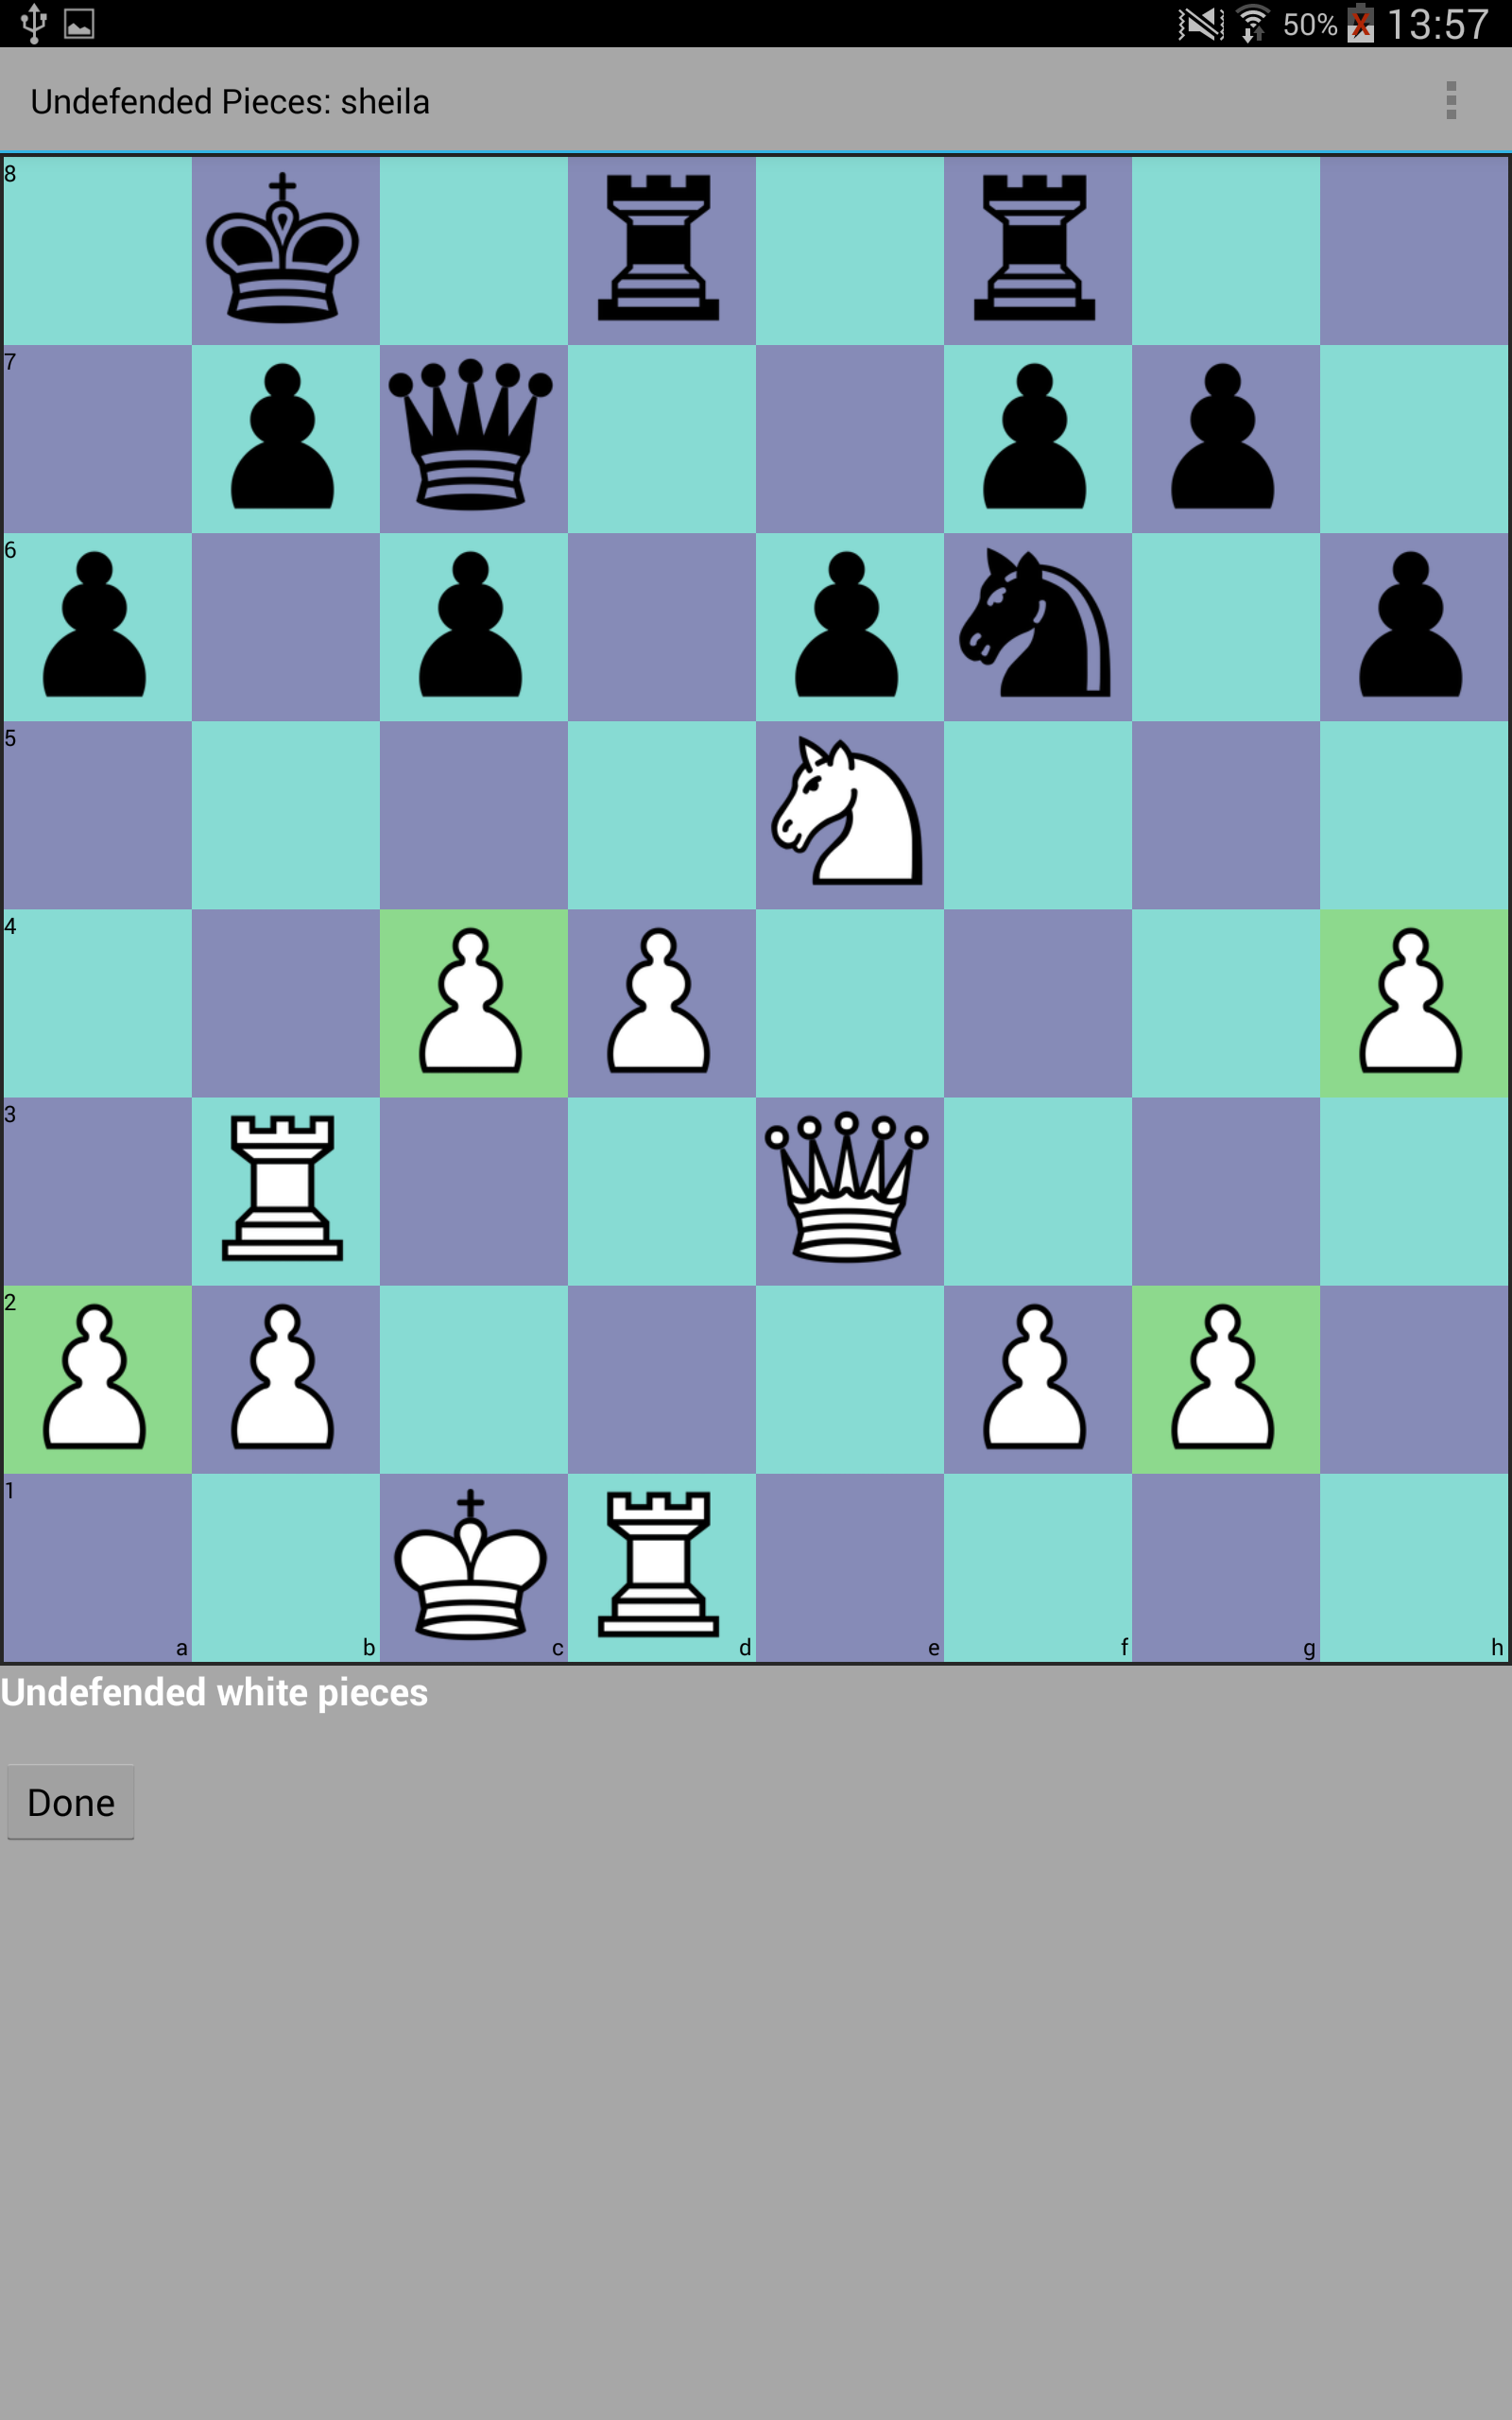 50% 13:57
Undefended Pieces: sheila
8
7
6
5
4
3
2
1
a b c d e f g h
Undefended white pieces
Done